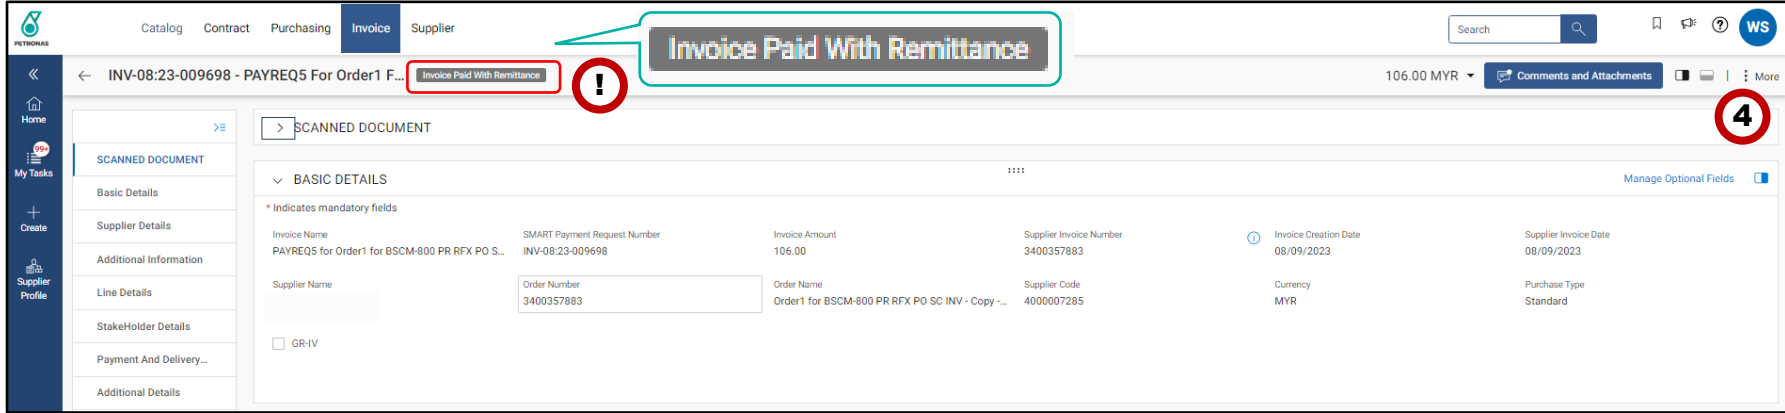 PETRONAS
Catalog Contract Purchasing Invoice Supplier
Invoice Paid With Remittance
Search
? WS
INV-08:23-009698 - PAYREQ5 For Order1 F... Invoice Paid With Remittance
!
106.00 MYR Comments and Attachments More
4
Home
99+
My Tasks
Create
Supplier
Profile
SCANNED DOCUMENT
Basic Details
Supplier Details
Additional Information
Line Details
StakeHolder Details
Payment And Delivery...
Additional Details
SCANNED DOCUMENT
BASIC DETAILS
Manage Optional Fields
* Indicates mandatory fields
Invoice Name SMART Payment Request Number Invoice Amount Supplier Invoice Number Invoice Creation Date Supplier Invoice Date
PAYREQ5 for Order1 for BSCM-800 PR RFX PO S... INV-08:23-009698 106.00 3400357883 08/09/2023 08/09/2023
Supplier Name Order Number Order Name Supplier Code Currency Purchase Type
3400357883 Order1 for BSCM-800 PR RFX PO SC INV - Copy -... 4000007285 MYR Standard
GR-IV